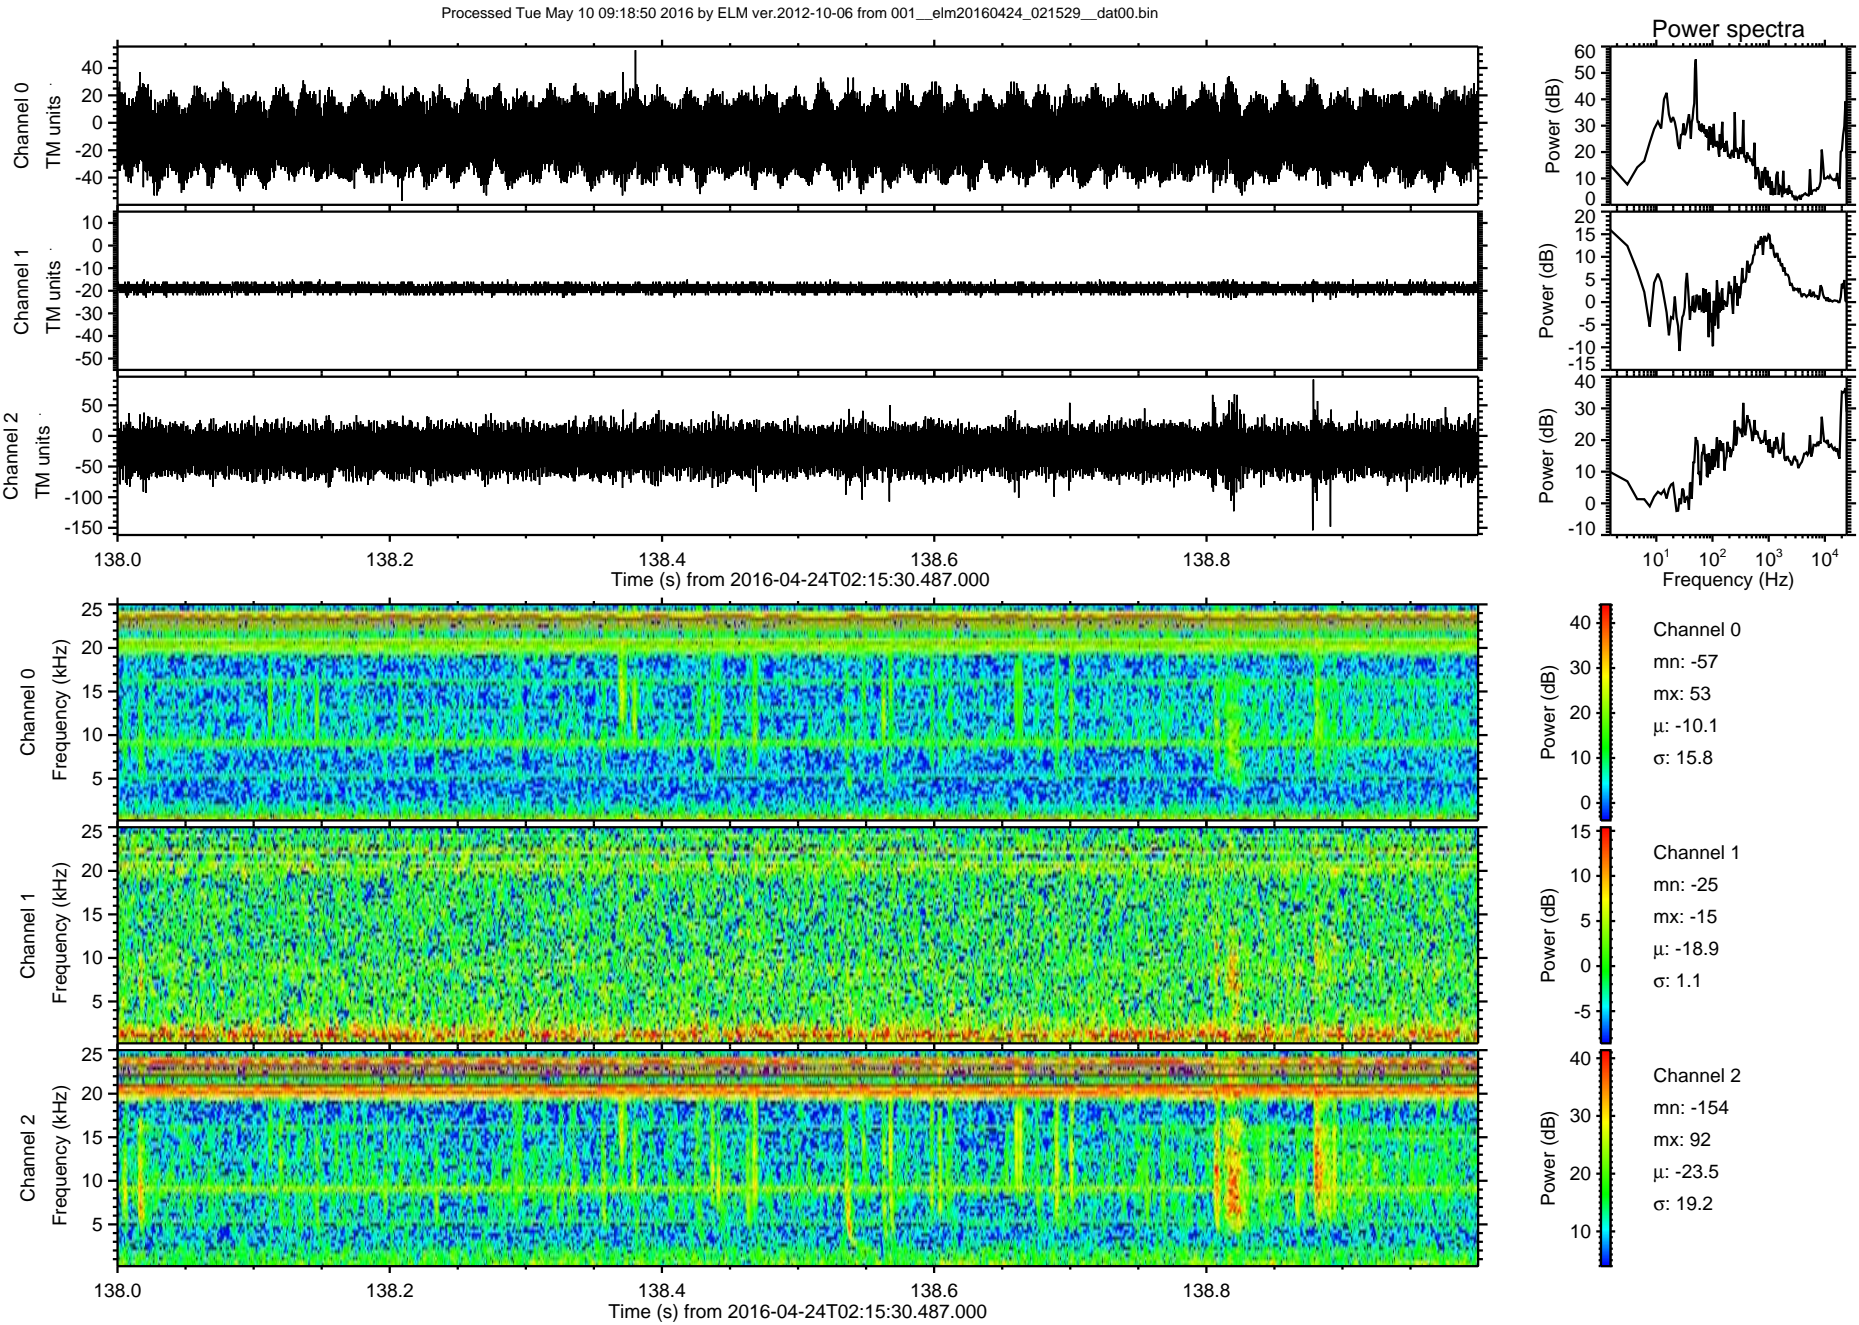 Processed Tue May 10 09:18:50 2016 by ELM ver.2012-10-06 from 001__elm20160424_021529__dat00.bin
Power spectra
Channel 0
TM units
40
20
0
-20
-40
Power (dB)
60
50
40
30
20
10
0
Channel 1
TM units
10
0
-10
-20
-30
-40
-50
Power (dB)
20
15
10
5
0
-5
-10
-15
Channel 2
TM units
50
0
-50
-100
-150
Power (dB)
40
30
20
10
0
-10
138.0 138.2 138.4 138.6 138.8
Time (s) from 2016-04-24T02:15:30.487.000
10¹ 10² 10³ 10⁴
Frequency (Hz)
Channel 0
Frequency (kHz)
25
20
15
10
5
Power (dB)
40
30
20
10
0
Channel 0
mn: -57
mx: 53
μ: -10.1
σ: 15.8
Channel 1
Frequency (kHz)
25
20
15
10
5
Power (dB)
15
10
5
0
-5
Channel 1
mn: -25
mx: -15
μ: -18.9
σ: 1.1
Channel 2
Frequency (kHz)
25
20
15
10
5
Power (dB)
40
30
20
10
Channel 2
mn: -154
mx: 92
μ: -23.5
σ: 19.2
138.0 138.2 138.4 138.6 138.8
Time (s) from 2016-04-24T02:15:30.487.000